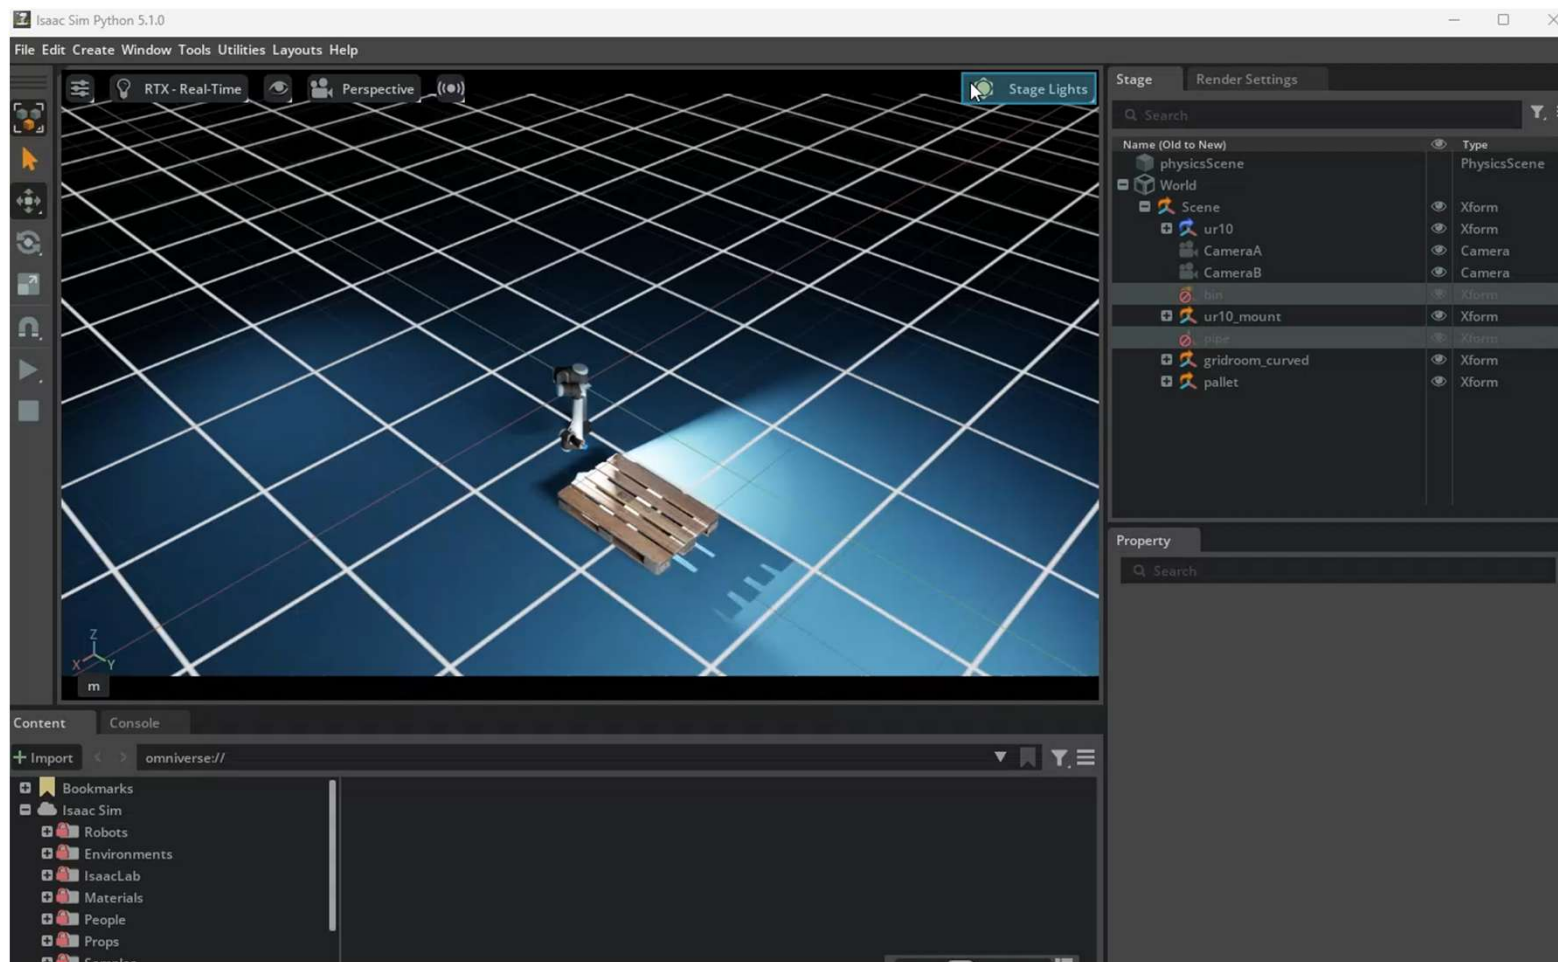 Isaac Sim Python 5.1.0
File Edit Create Window Tools Utilities Layouts Help
RTX - Real-Time
Perspective
Stage Lights
Stage
Render Settings
Search
Name (Old to New)
Type
physicsScene
PhysicsScene
World
Scene
Xform
ur10
Xform
CameraA
Camera
CameraB
Camera
bin
Xform
ur10_mount
Xform
pipe
Xform
gridroom_curved
Xform
pallet
Xform
Z
X
Y
m
Property
Search
Content
Console
Import
omniverse://
Bookmarks
Isaac Sim
Robots
Environments
IsaacLab
Materials
People
Props